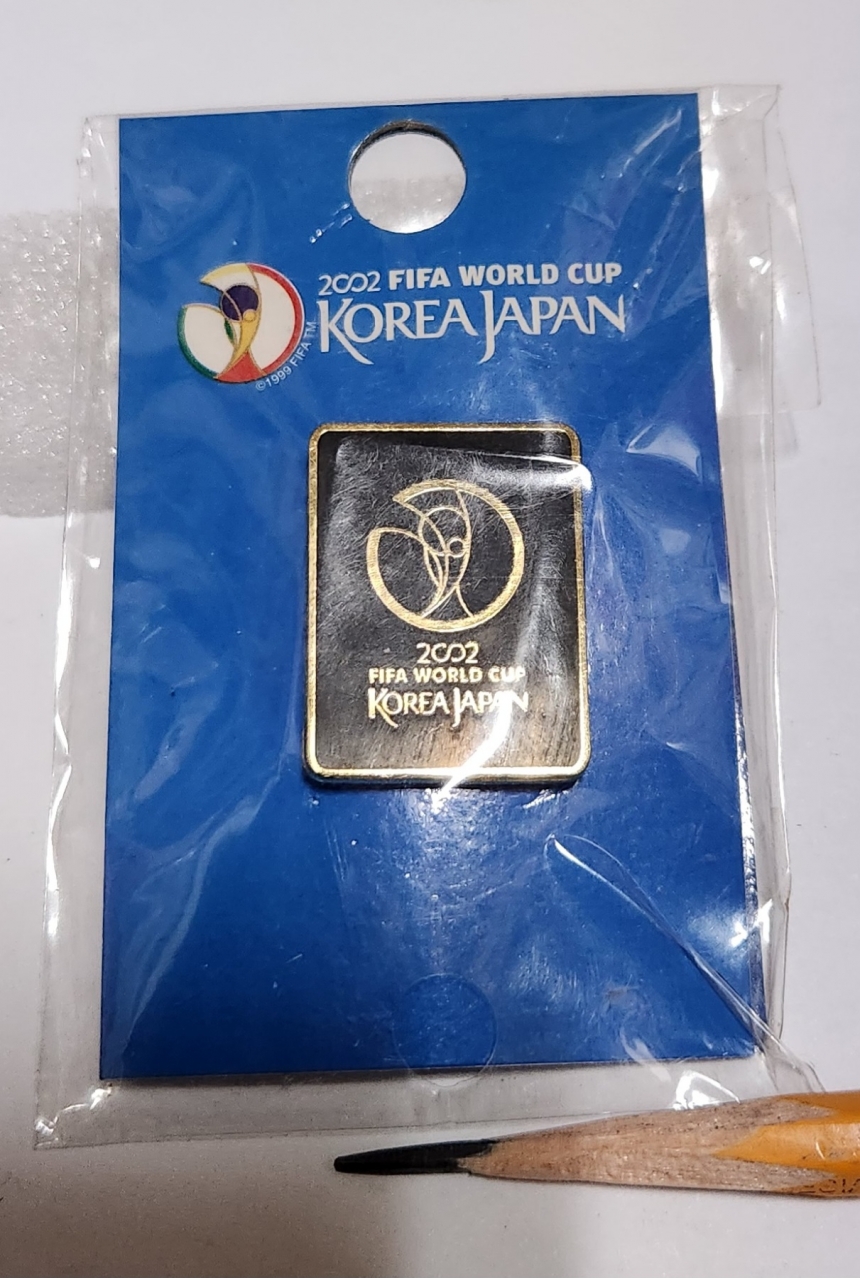 2002 FIFA WORLD CUP
KOREA JAPAN
©1999 FIFA TM
2002
FIFA WORLD CUP
KOREA JAPAN